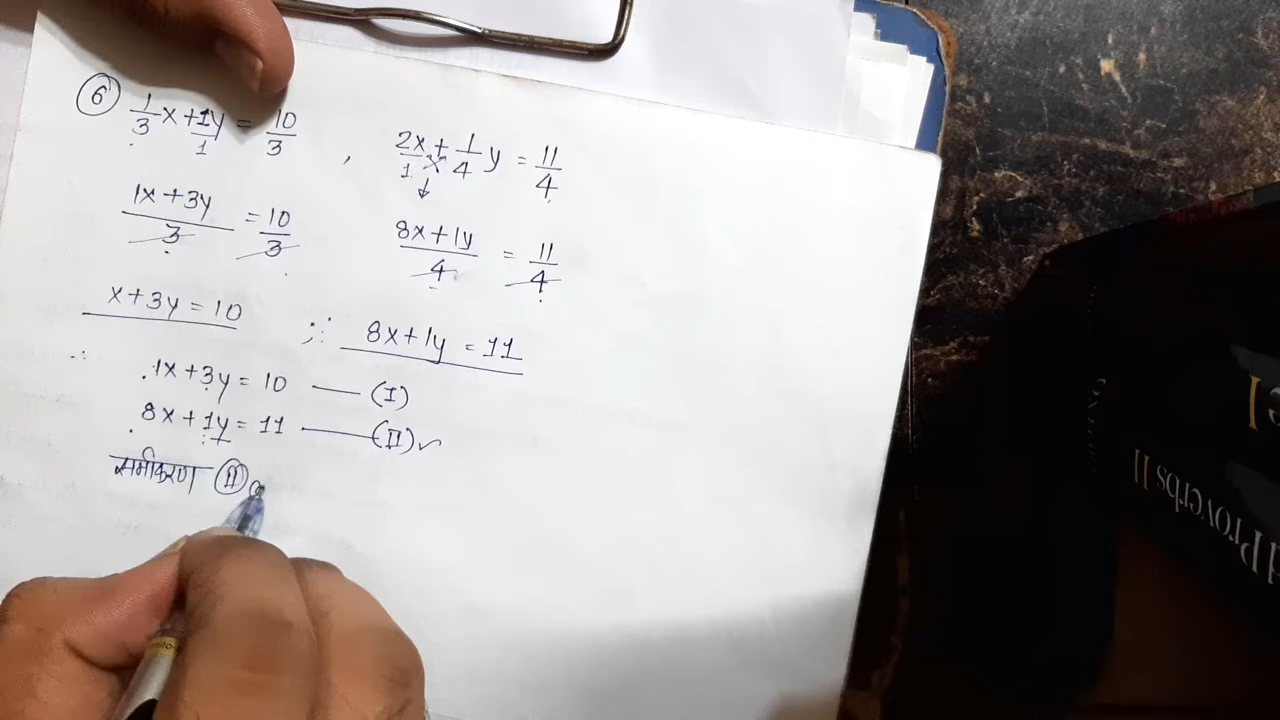 ⑥ 1/3 x + 1y/1 = 10/3 , 2x/1 + 1/4 y = 11/4
(1x + 3y)/3 = 10/3 (8x + 1y)/4 = 11/4
x + 3y = 10 ; 8x + 1y = 11
∴ 1x + 3y = 10 —— (I)
8x + 1y = 11 —— (II) ✓
समीकरण (II)
Proverbs II